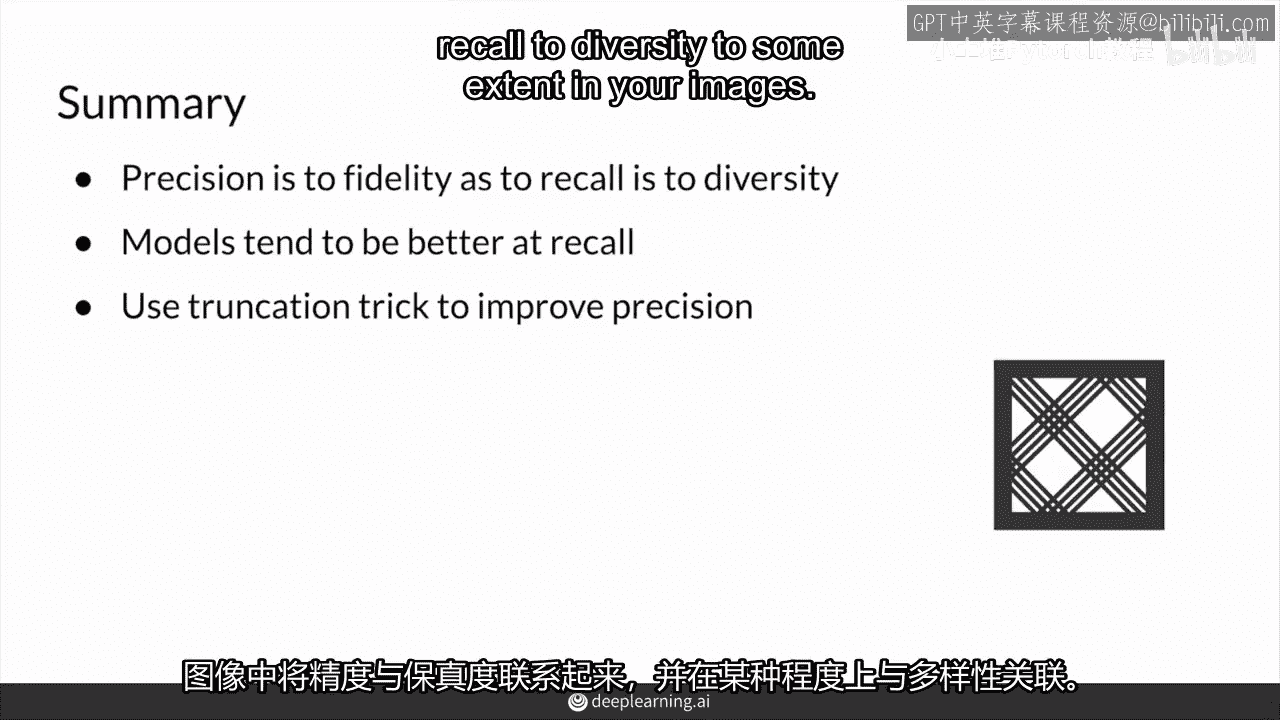 GPT中英字幕课程资源@bilibili.com
recall to diversity to some
extent in your images.
Summary
● Precision is to fidelity as to recall is to diversity
● Models tend to be better at recall
● Use truncation trick to improve precision
图像中将精度与保真度联系起来，并在某种程度上与多样性关联。
deeplearning.ai